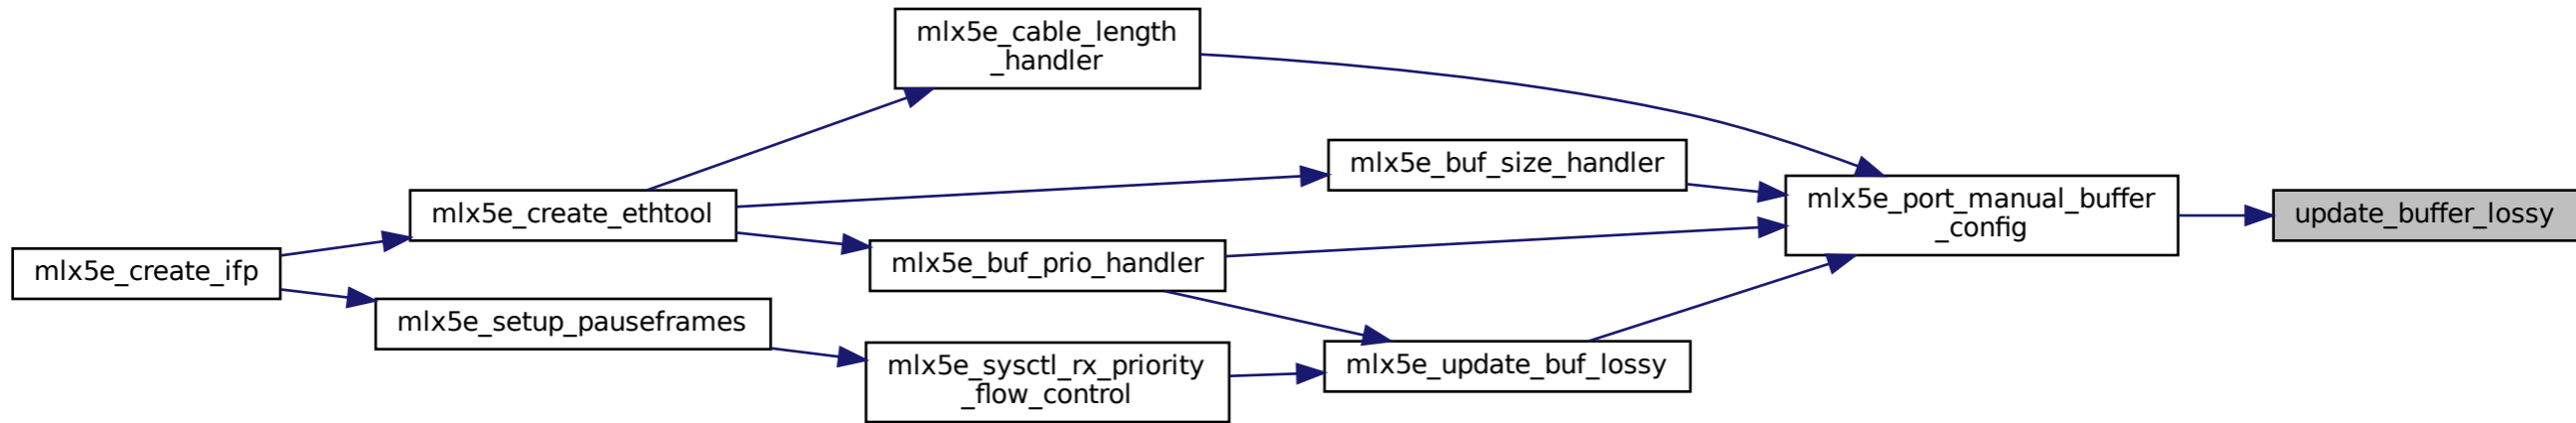 mlx5e_cable_length
_handler
mlx5e_buf_size_handler
mlx5e_port_manual_buffer
_config
update_buffer_lossy
mlx5e_create_ethtool
mlx5e_buf_prio_handler
mlx5e_create_ifp
mlx5e_setup_pauseframes
mlx5e_sysctl_rx_priority
_flow_control
mlx5e_update_buf_lossy